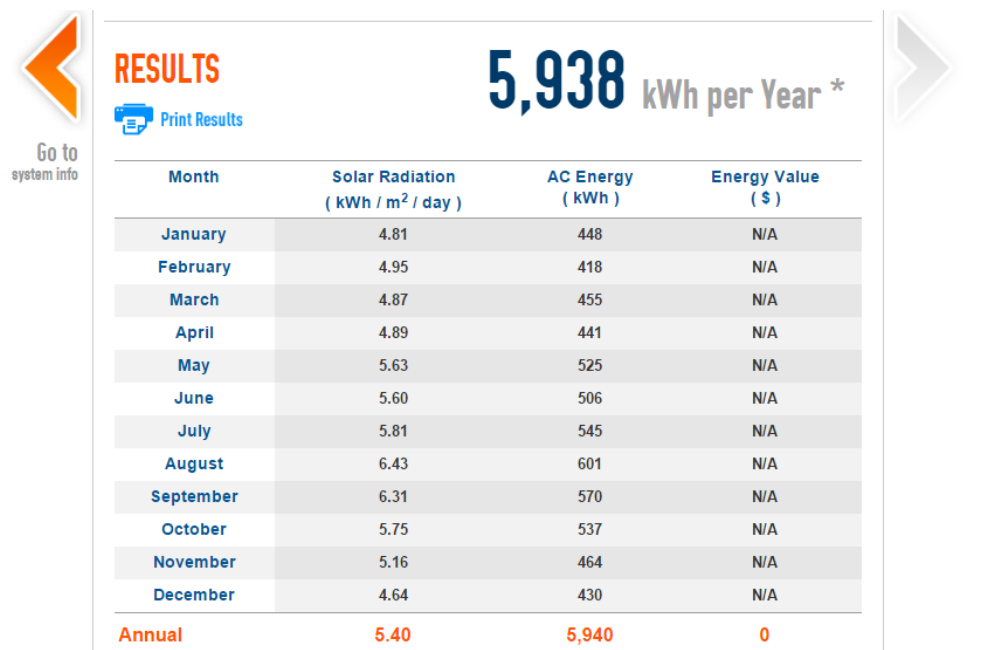 RESULTS
5,938 kWh per Year *
Print Results
Go to
system info
Month Solar Radiation AC Energy Energy Value
( kWh / m2 / day ) ( kWh ) ( $ )
January 4.81 448 N/A
February 4.95 418 N/A
March 4.87 455 N/A
April 4.89 441 N/A
May 5.63 525 N/A
June 5.60 506 N/A
July 5.81 545 N/A
August 6.43 601 N/A
September 6.31 570 N/A
October 5.75 537 N/A
November 5.16 464 N/A
December 4.64 430 N/A
Annual 5.40 5,940 0